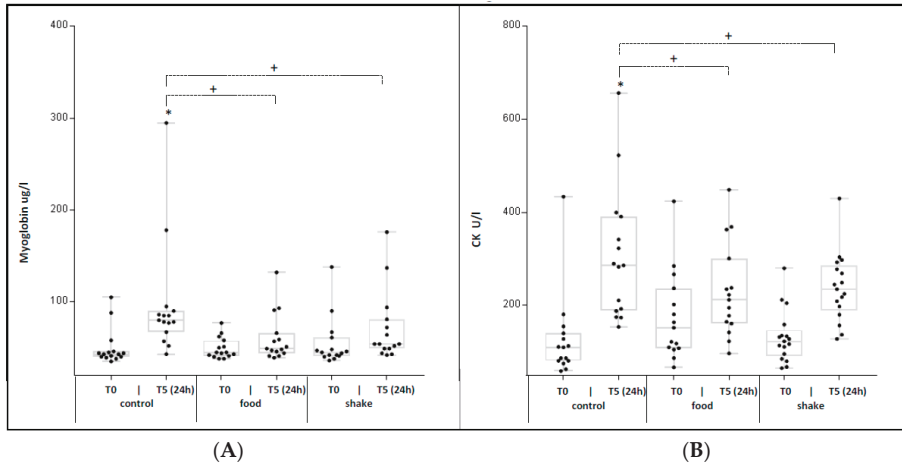 400
300
200
100
Myoglobin ug/l
+
+
*
T0 | T5 (24h) T0 | T5 (24h) T0 | T5 (24h)
control food shake
(A)
800
600
400
200
CK U/l
+
+
*
T0 | T5 (24h) T0 | T5 (24h) T0 | T5 (24h)
control food shake
(B)